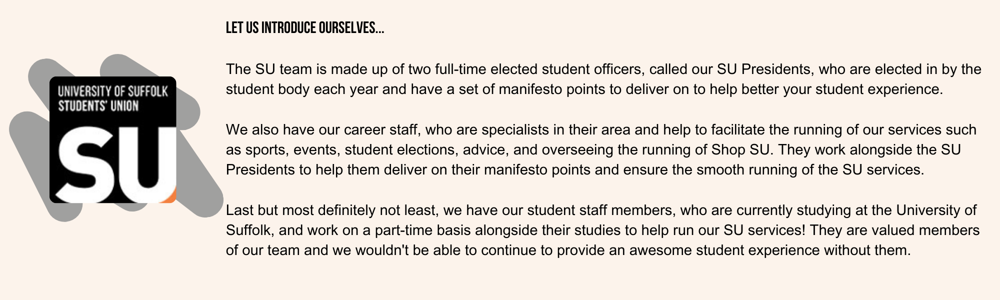 LET US INTRODUCE OURSELVES...
UNIVERSITY OF SUFFOLK
STUDENTS' UNION
SU
The SU team is made up of two full-time elected student officers, called our SU Presidents, who are elected in by the
student body each year and have a set of manifesto points to deliver on to help better your student experience.
We also have our career staff, who are specialists in their area and help to facilitate the running of our services such
as sports, events, student elections, advice, and overseeing the running of Shop SU. They work alongside the SU
Presidents to help them deliver on their manifesto points and ensure the smooth running of the SU services.
Last but most definitely not least, we have our student staff members, who are currently studying at the University of
Suffolk, and work on a part-time basis alongside their studies to help run our SU services! They are valued members
of our team and we wouldn't be able to continue to provide an awesome student experience without them.